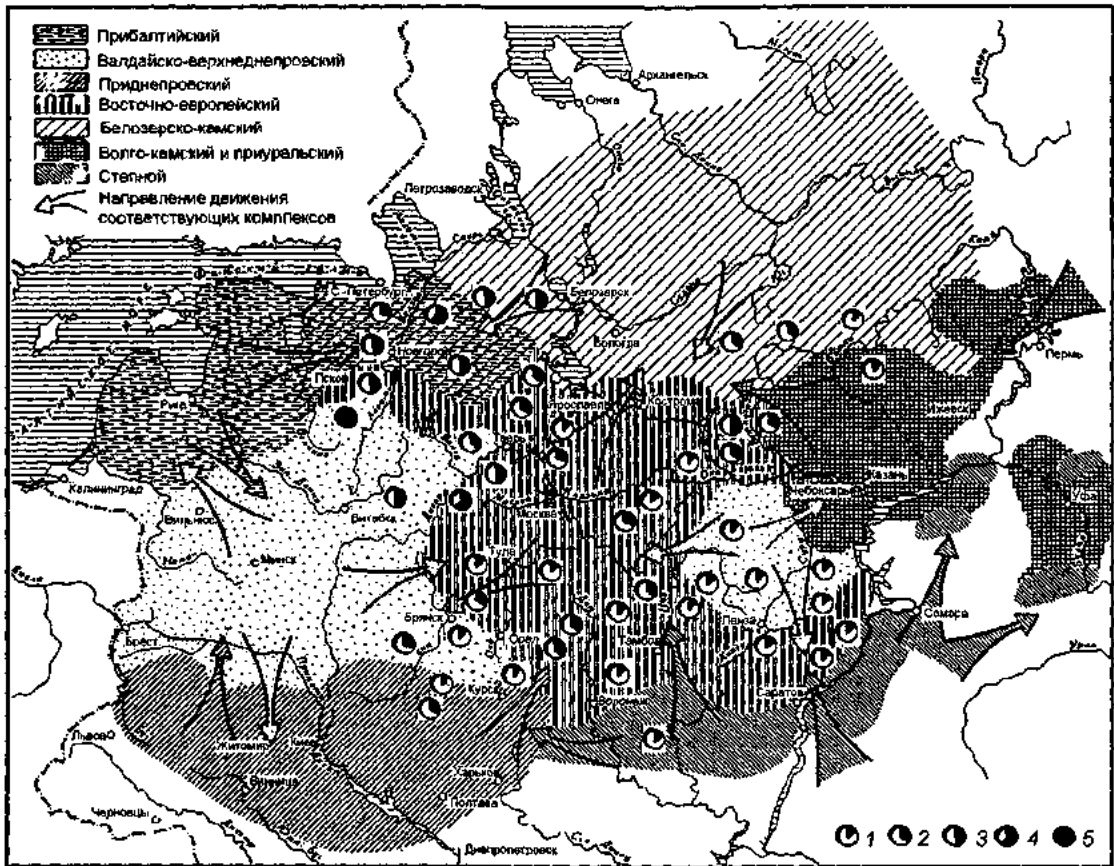 Прибалтийский
Валдайско-верхнеднепровский
Приднепровский
Восточно-европейский
Белозерско-камский
Волго-камский и приуральский
Степной
Направление движения
соответствующих комплексов
Архангельск
Онега
Петрозаводск
С.-Петербург
Белозерск
Вологда
Новгород
Псков
Пермь
Рига
Ярославль
Кострома
Ижевск
Тверь
Калининград
Казань
Чебоксары
Уфа
Витебск
Москва
Вильнюс
Минск
Тула
Самара
Брянск
Пенза
Брест
Орел
Тамбов
Курск
Саратов
Воронеж
Львов
Житомир
Киев
Винница
Харьков
Полтава
Черновцы
Днепропетровск
1 2 3 4 5